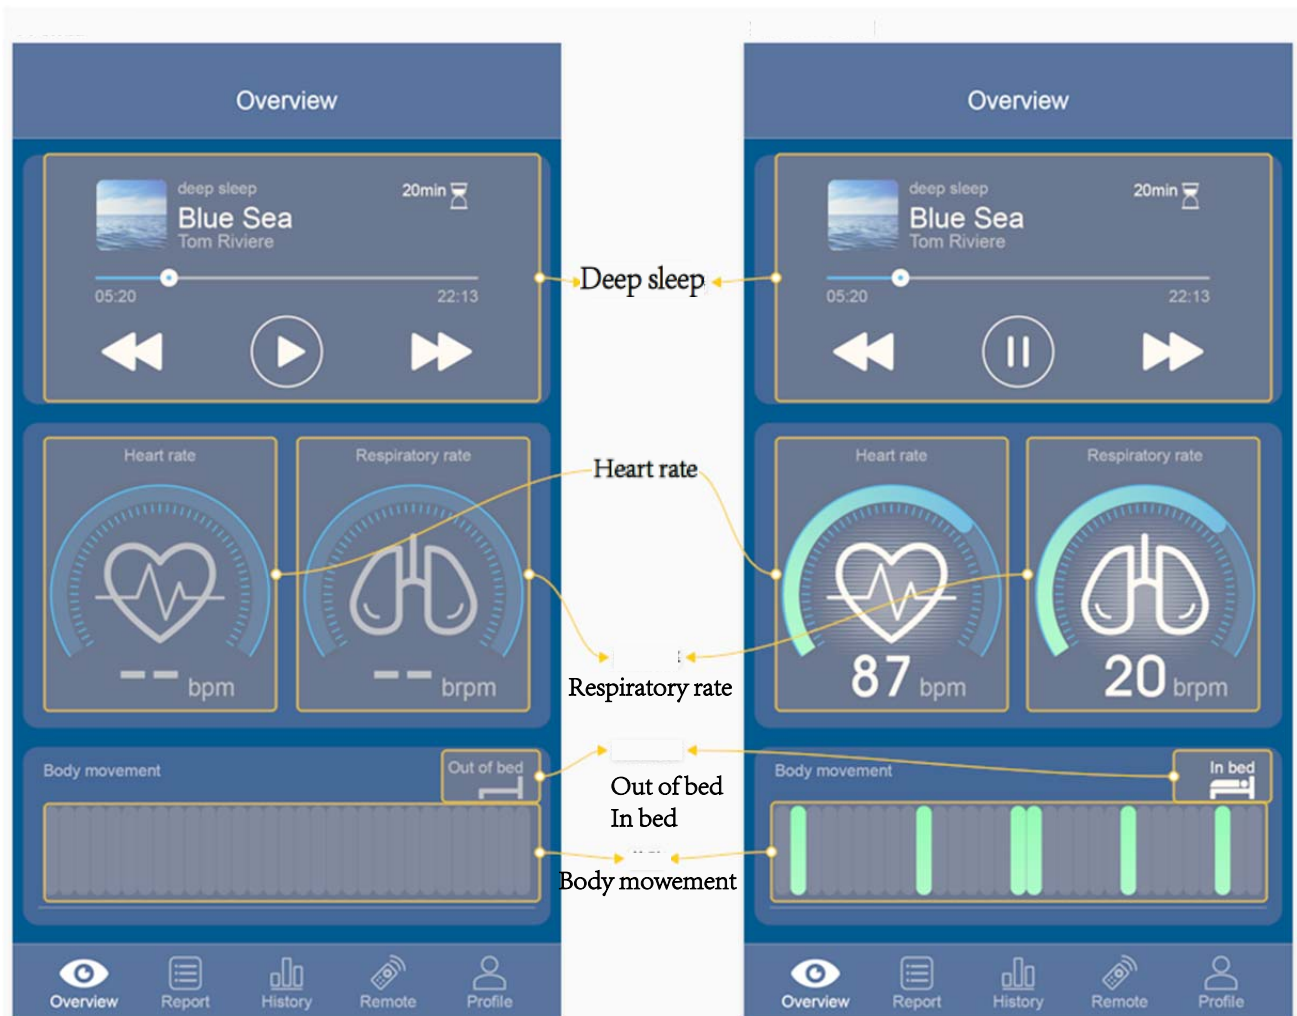 Overview
deep sleep
20min
Blue Sea
Tom Riviere
05:20
22:13
Heart rate
Respiratory rate
-- bpm
-- brpm
Body movement
Out of bed
Overview
Report
History
Remote
Profile
Deep sleep
Heart rate
Respiratory rate
Out of bed
In bed
Body mowement
Overview
deep sleep
20min
Blue Sea
Tom Riviere
05:20
22:13
Heart rate
Respiratory rate
87 bpm
20 brpm
Body movement
In bed
Overview
Report
History
Remote
Profile